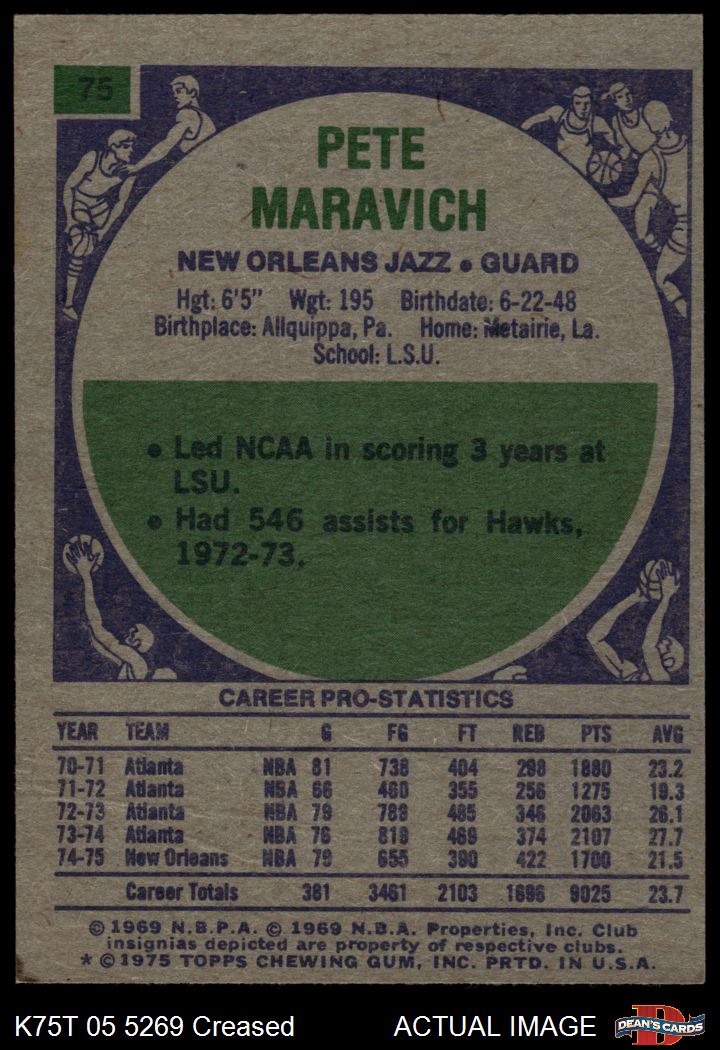 75
PETE
MARAVICH
NEW ORLEANS JAZZ • GUARD
Hgt: 6'5" Wgt: 195 Birthdate: 6-22-48
Birthplace: Aliquippa, Pa. Home: Metairie, La.
School: L.S.U.
• Led NCAA in scoring 3 years at
LSU.
• Had 546 assists for Hawks,
1972-73.
CAREER PRO-STATISTICS
YEAR TEAM G FG FT REB PTS AVG
70-71 Atlanta NBA 81 738 404 298 1880 23.2
71-72 Atlanta NBA 66 460 355 256 1275 19.3
72-73 Atlanta NBA 79 789 485 346 2063 26.1
73-74 Atlanta NBA 76 819 469 374 2107 27.7
74-75 New Orleans NBA 79 655 390 422 1700 21.5
Career Totals 381 3461 2103 1696 9025 23.7
© 1969 N.B.P.A. © 1969 N.B.A. Properties, Inc. Club
insignias depicted are property of respective clubs.
* © 1975 TOPPS CHEWING GUM, INC. PRTD. IN U.S.A.
K75T 05 5269 Creased ACTUAL IMAGE DEAN'S CARDS